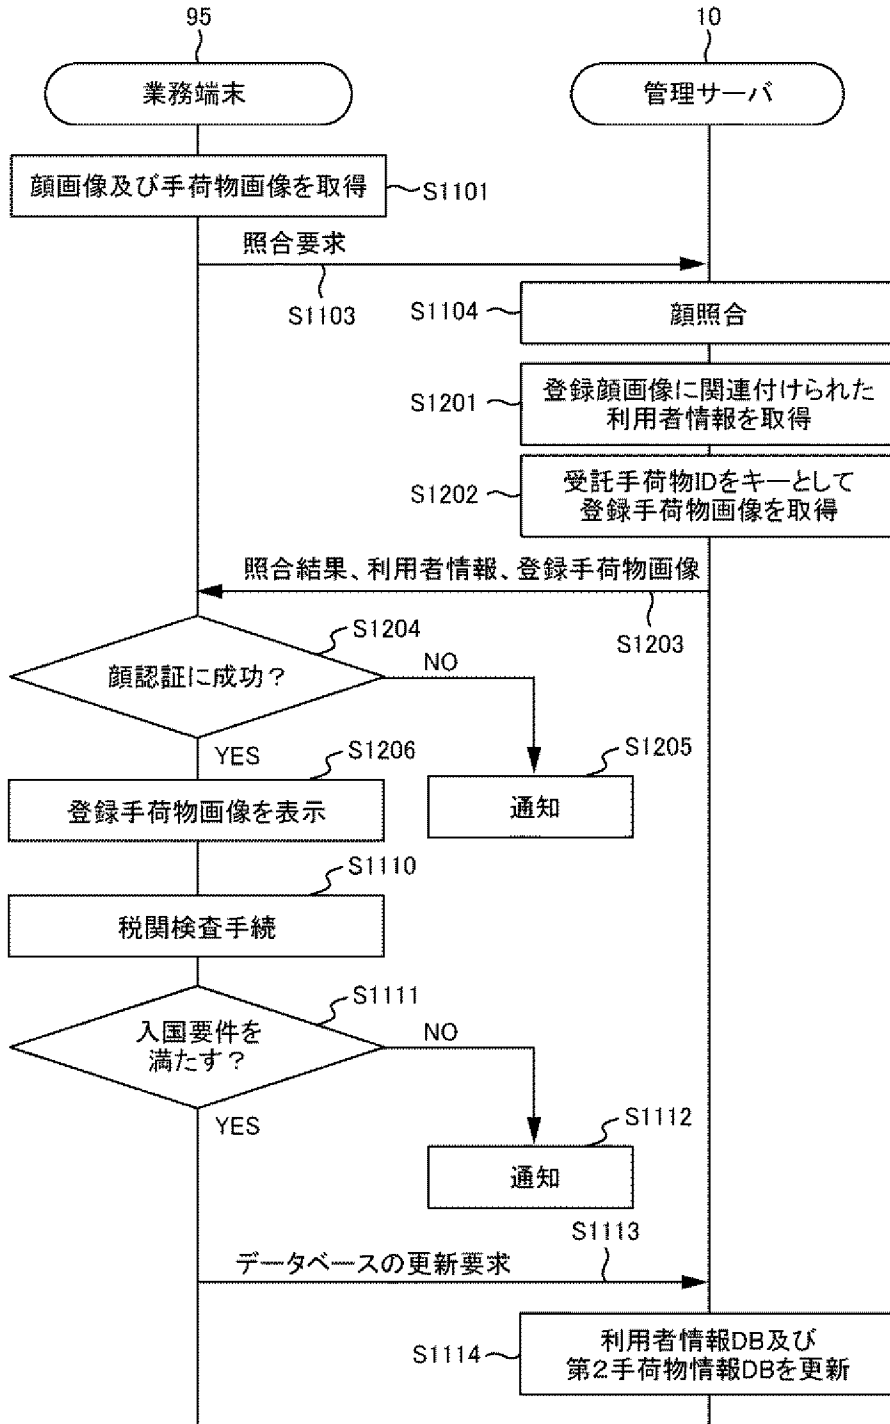 95
10
業務端末
管理サーバ
顔画像及び手荷物画像を取得
S1101
照合要求
S1103
S1104
顔照合
S1201
登録顔画像に関連付けられた
利用者情報を取得
S1202
受託手荷物IDをキーとして
登録手荷物画像を取得
照合結果、利用者情報、登録手荷物画像
S1203
S1204
顔認証に成功？
NO
YES
S1205
通知
S1206
登録手荷物画像を表示
S1110
税関検査手続
S1111
入国要件を
満たす？
NO
YES
S1112
通知
S1113
データベースの更新要求
S1114
利用者情報DB及び
第2手荷物情報DBを更新